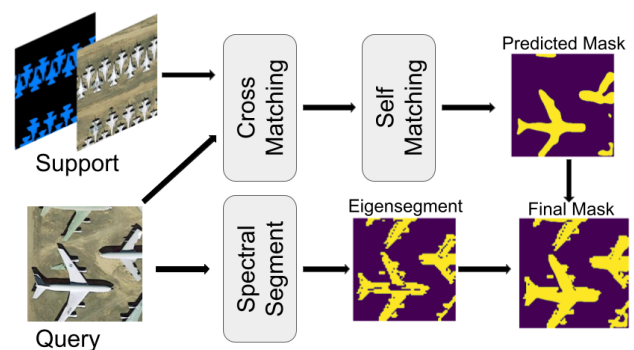 Support
Cross
Matching
Self
Matching
Predicted Mask
Query
Spectral
Segment
Eigensegment
Final Mask